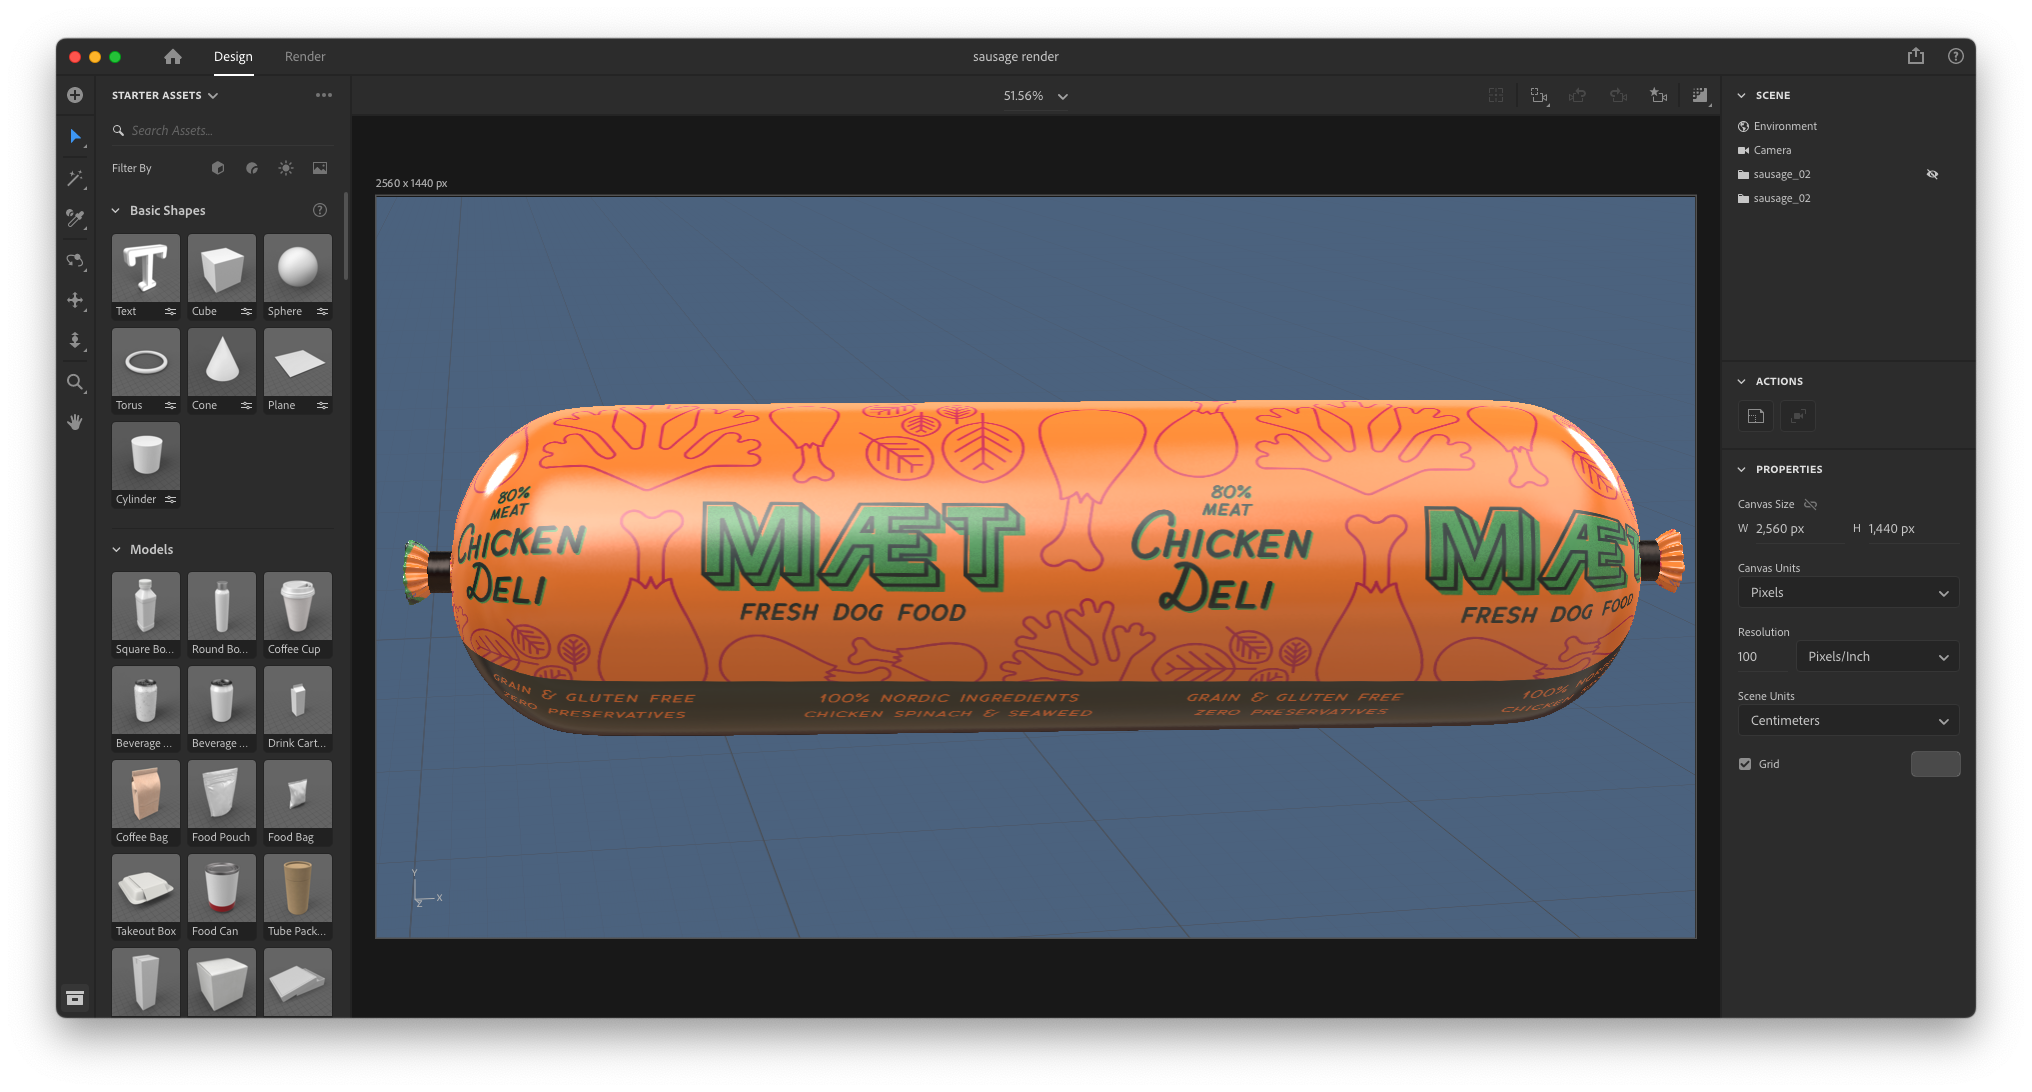 Design
Render
sausage render
STARTER ASSETS
51.56%
Search Assets...
Filter By
2560 x 1440 px
Basic Shapes
Text
Cube
Sphere
Torus
Cone
Plane
Cylinder
Models
Square Bo...
Round Bo...
Coffee Cup
Beverage ...
Beverage ...
Drink Cart...
Coffee Bag
Food Pouch
Food Bag
Takeout Box
Food Can
Tube Pack...
80%
MEAT
CHICKEN
DELI
MÆT
FRESH DOG FOOD
80%
MEAT
CHICKEN
DELI
MÆT
FRESH DOG FOOD
GRAIN & GLUTEN FREE
ZERO PRESERVATIVES
100% NORDIC INGREDIENTS
CHICKEN SPINACH & SEAWEED
GRAIN & GLUTEN FREE
ZERO PRESERVATIVES
100%
CHICKEN
Y
X
Z
SCENE
Environment
Camera
sausage_02
sausage_02
ACTIONS
PROPERTIES
Canvas Size
W 2,560 px H 1,440 px
Canvas Units
Pixels
Resolution
100 Pixels/Inch
Scene Units
Centimeters
Grid